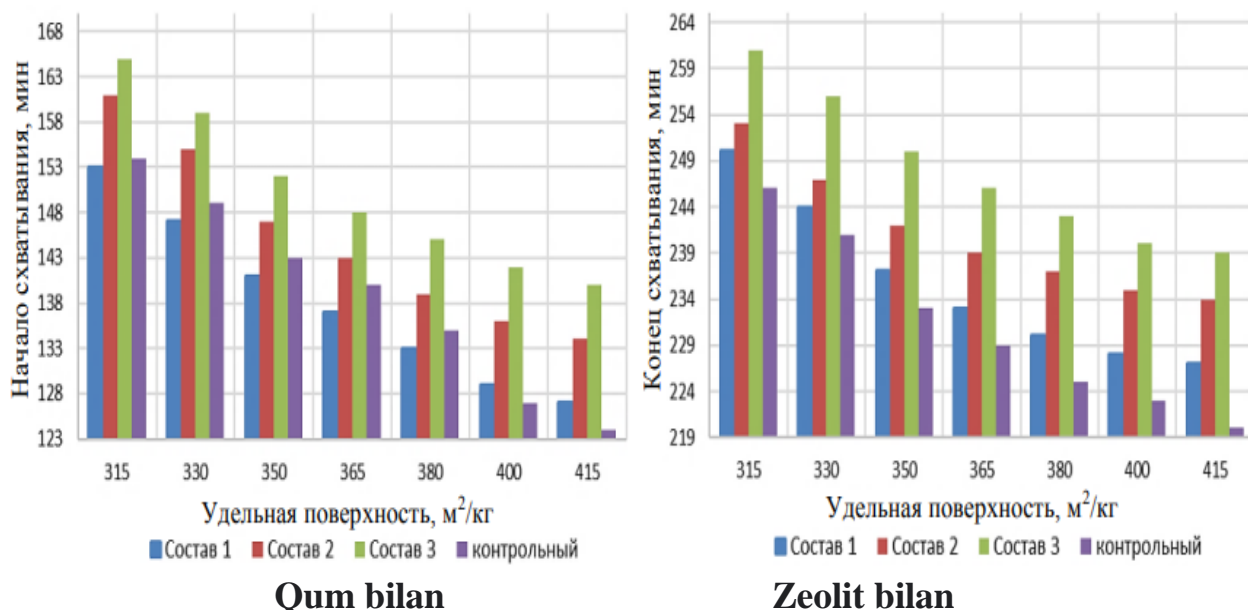 Начало схватывания, мин
168
163
158
153
148
143
138
133
128
123
315 330 350 365 380 400 415
Удельная поверхность, м²/кг
Состав 1 Состав 2 Состав 3 контрольный
Qum bilan
Конец схватывания, мин
264
259
254
249
244
239
234
229
224
219
315 330 350 365 380 400 415
Удельная поверхность, м²/кг
Состав 1 Состав 2 Состав 3 контрольный
Zeolit bilan